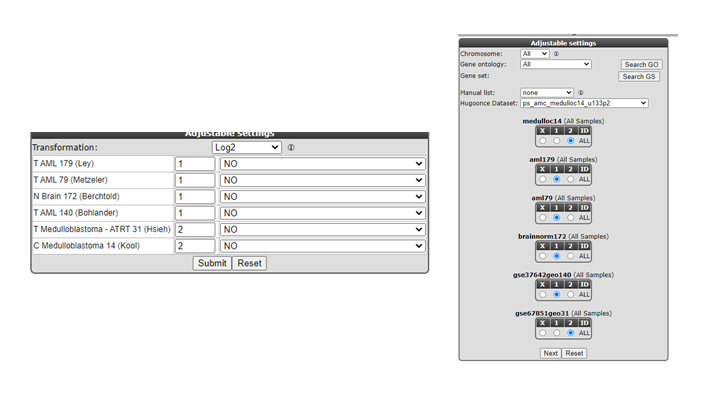 Adjustable settings
Transformation: Log2
T AML 179 (Ley) 1 NO
T AML 79 (Metzeler) 1 NO
N Brain 172 (Berchtold) 1 NO
T AML 140 (Bohlander) 1 NO
T Medulloblastoma - ATRT 31 (Hsieh) 2 NO
C Medulloblastoma 14 (Kool) 2 NO
Submit Reset
Adjustable settings
Chromosome: All
Gene ontology: All Search GO
Gene set: Search GS
Manual list: none
Hugoonce Dataset: ps_amc_medulloc14_u133p2
medulloc14 (All Samples)
X 1 2 ID
ALL
aml179 (All Samples)
X 1 2 ID
ALL
aml79 (All Samples)
X 1 2 ID
ALL
brainnorm172 (All Samples)
X 1 2 ID
ALL
gse37642geo140 (All Samples)
X 1 2 ID
ALL
gse67851geo31 (All Samples)
X 1 2 ID
ALL
Next Reset